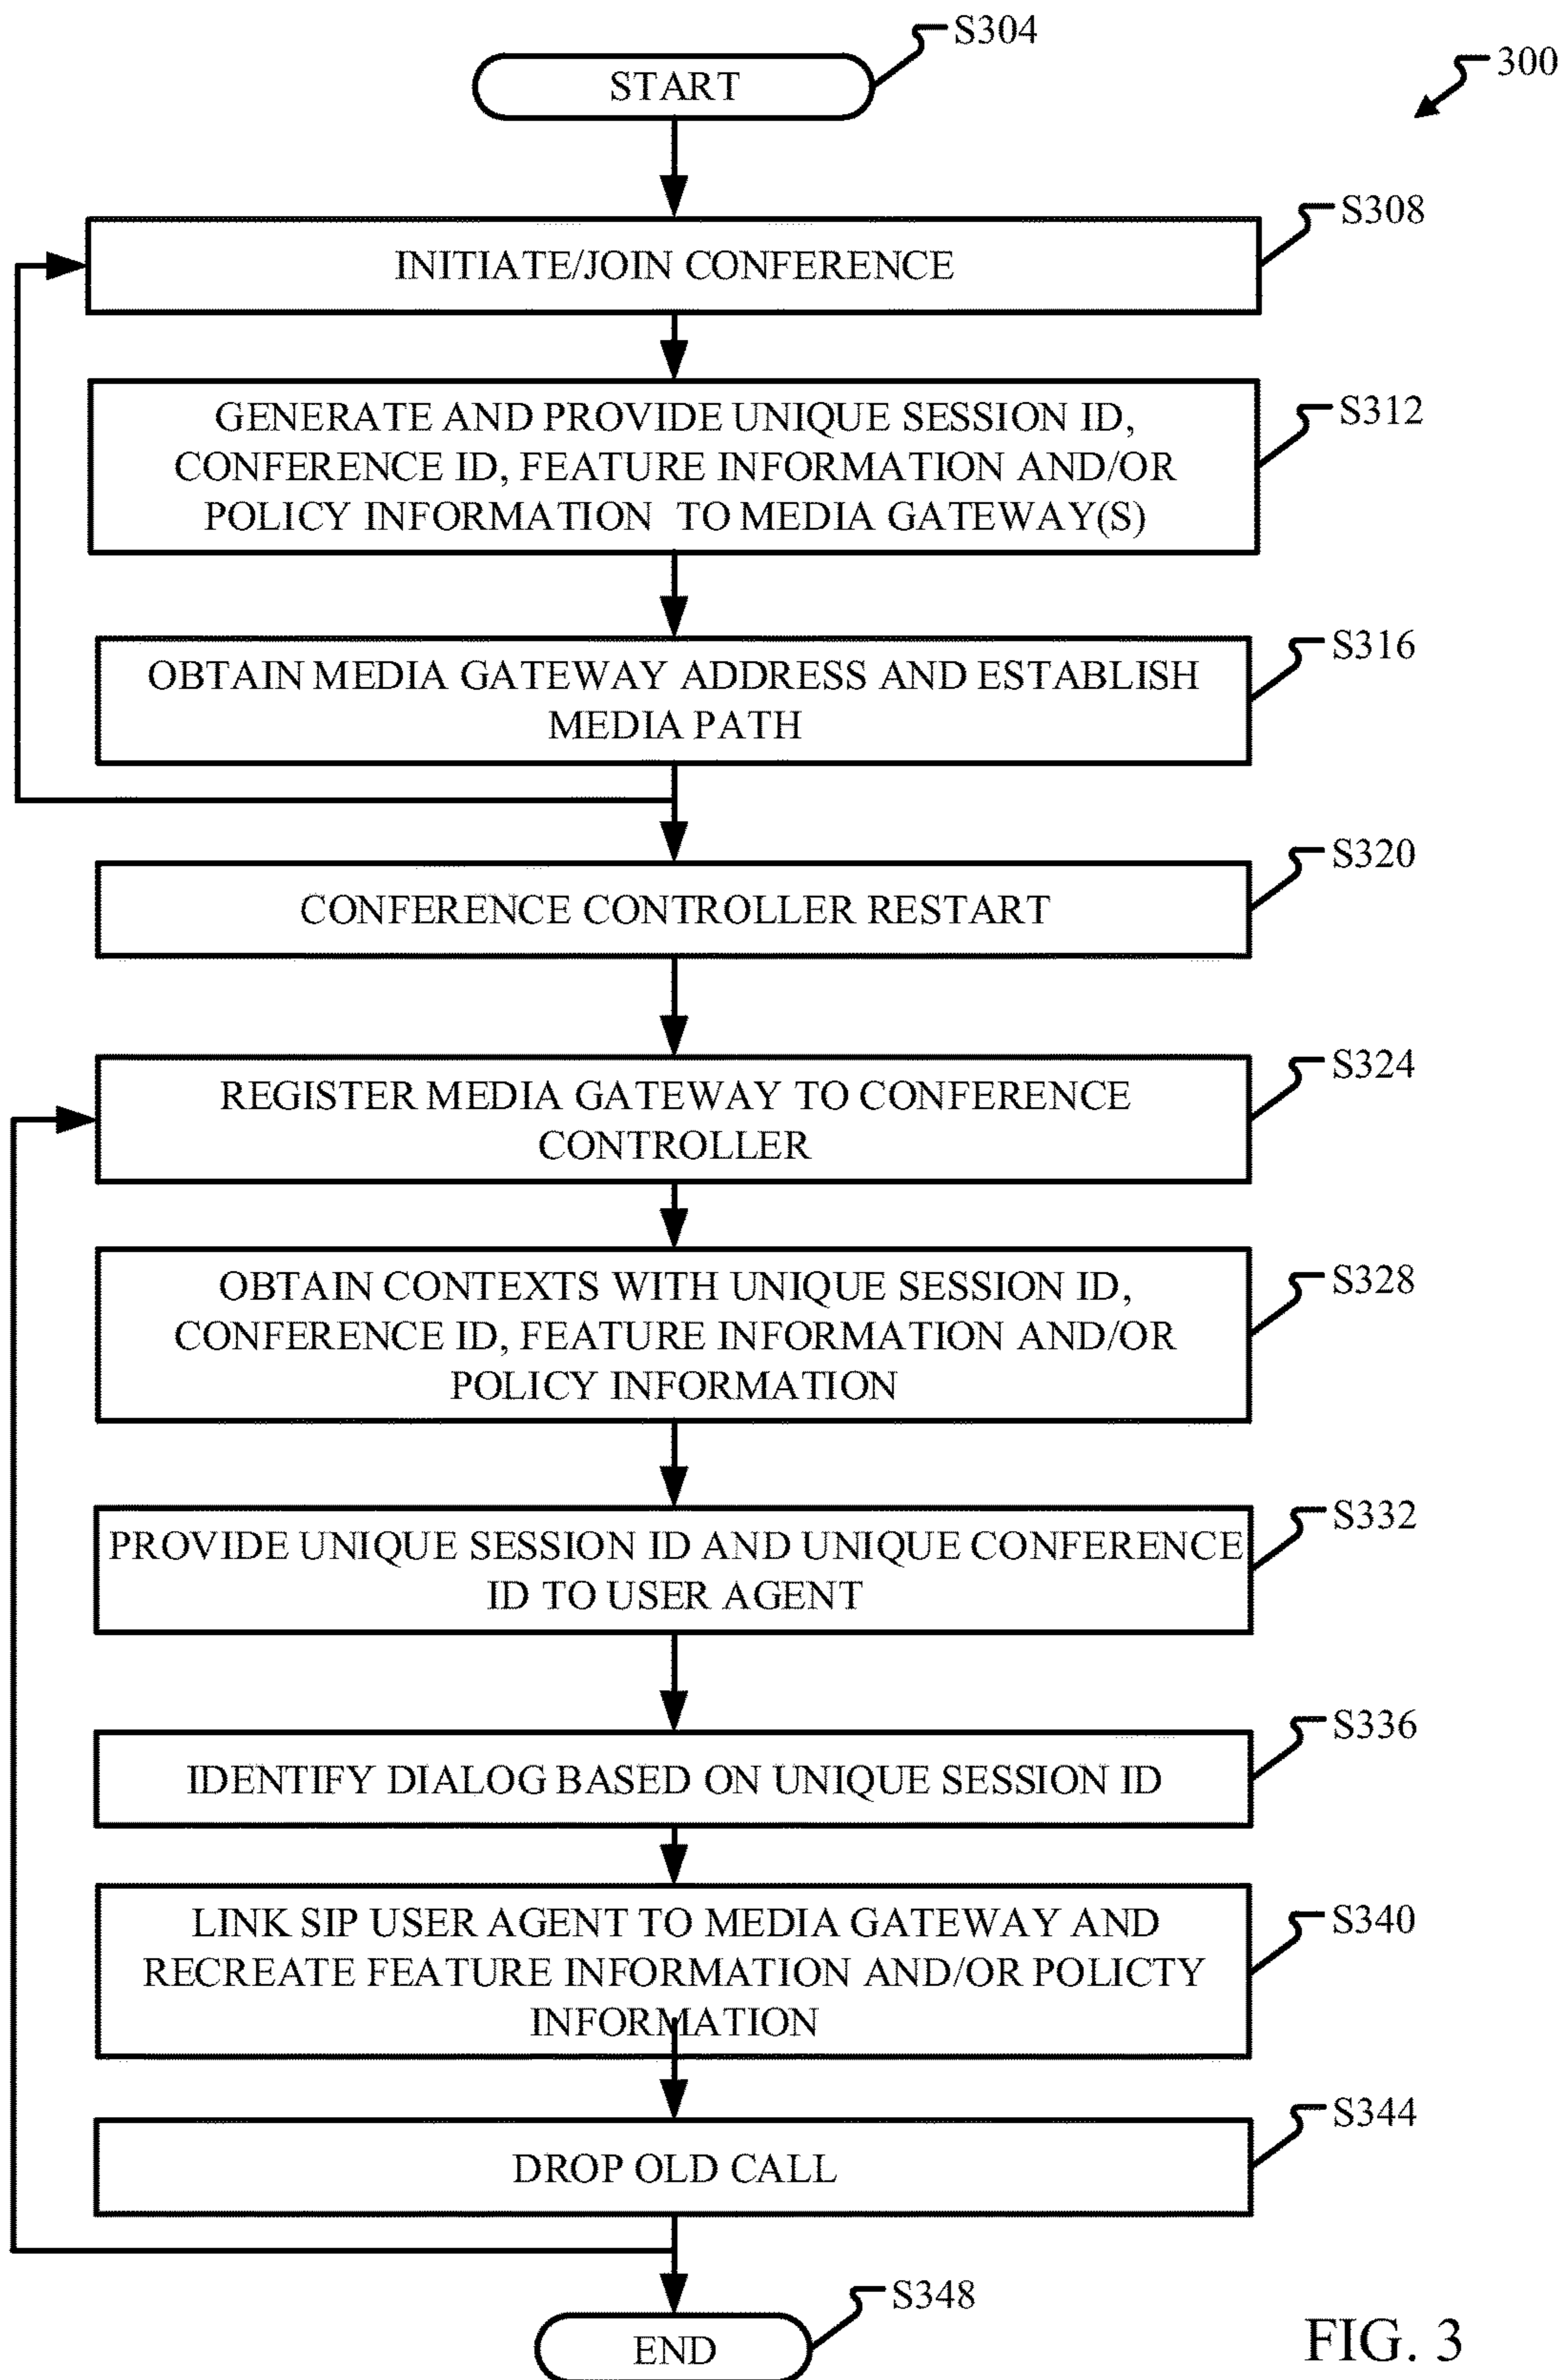 S304
START
300
S308
INITIATE/JOIN CONFERENCE
S312
GENERATE AND PROVIDE UNIQUE SESSION ID,
CONFERENCE ID, FEATURE INFORMATION AND/OR
POLICY INFORMATION TO MEDIA GATEWAY(S)
S316
OBTAIN MEDIA GATEWAY ADDRESS AND ESTABLISH
MEDIA PATH
S320
CONFERENCE CONTROLLER RESTART
S324
REGISTER MEDIA GATEWAY TO CONFERENCE
CONTROLLER
S328
OBTAIN CONTEXTS WITH UNIQUE SESSION ID,
CONFERENCE ID, FEATURE INFORMATION AND/OR
POLICY INFORMATION
S332
PROVIDE UNIQUE SESSION ID AND UNIQUE CONFERENCE
ID TO USER AGENT
S336
IDENTIFY DIALOG BASED ON UNIQUE SESSION ID
S340
LINK SIP USER AGENT TO MEDIA GATEWAY AND
RECREATE FEATURE INFORMATION AND/OR POLICTY
INFORMATION
S344
DROP OLD CALL
S348
END
FIG. 3